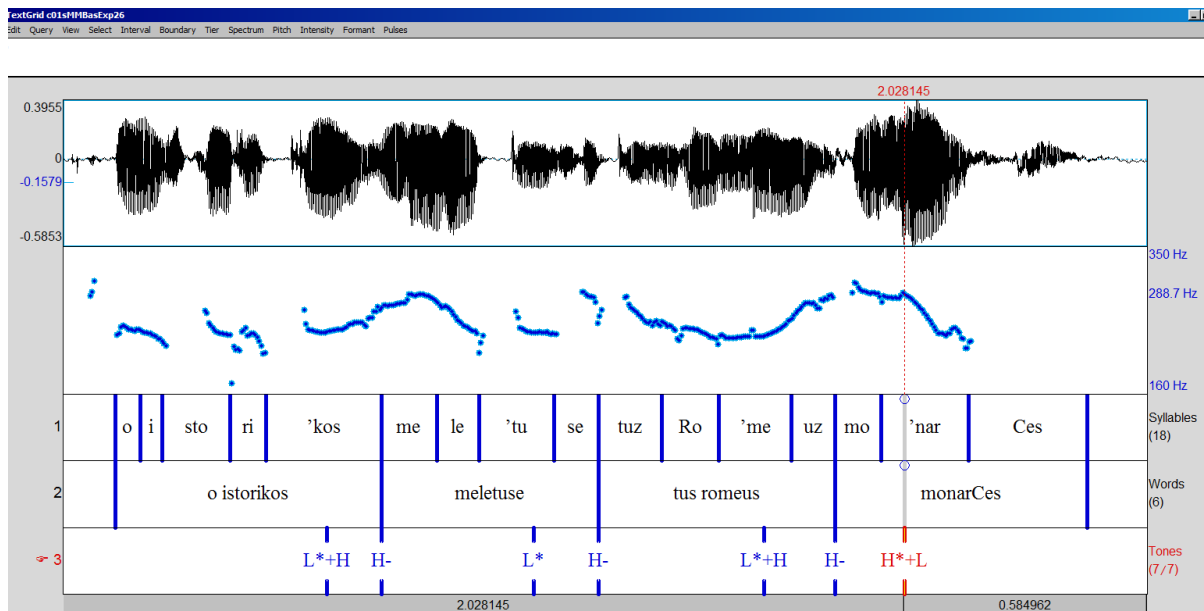 TextGrid c01sMMBasExp26
Edit Query View Select Interval Boundary Tier Spectrum Pitch Intensity Formant Pulses
2.028145
0.3955
0
-0.1579
-0.5853
350 Hz
288.7 Hz
160 Hz
1 o i sto ri ’kos me le ’tu se tuz Ro ’me uz mo ’nar Ces Syllables (18)
2 o istorikos meletuse tus romeus monarCes Words (6)
3 L*+H H- L* H- L*+H H- H*+L Tones (7/7)
2.028145 0.584962